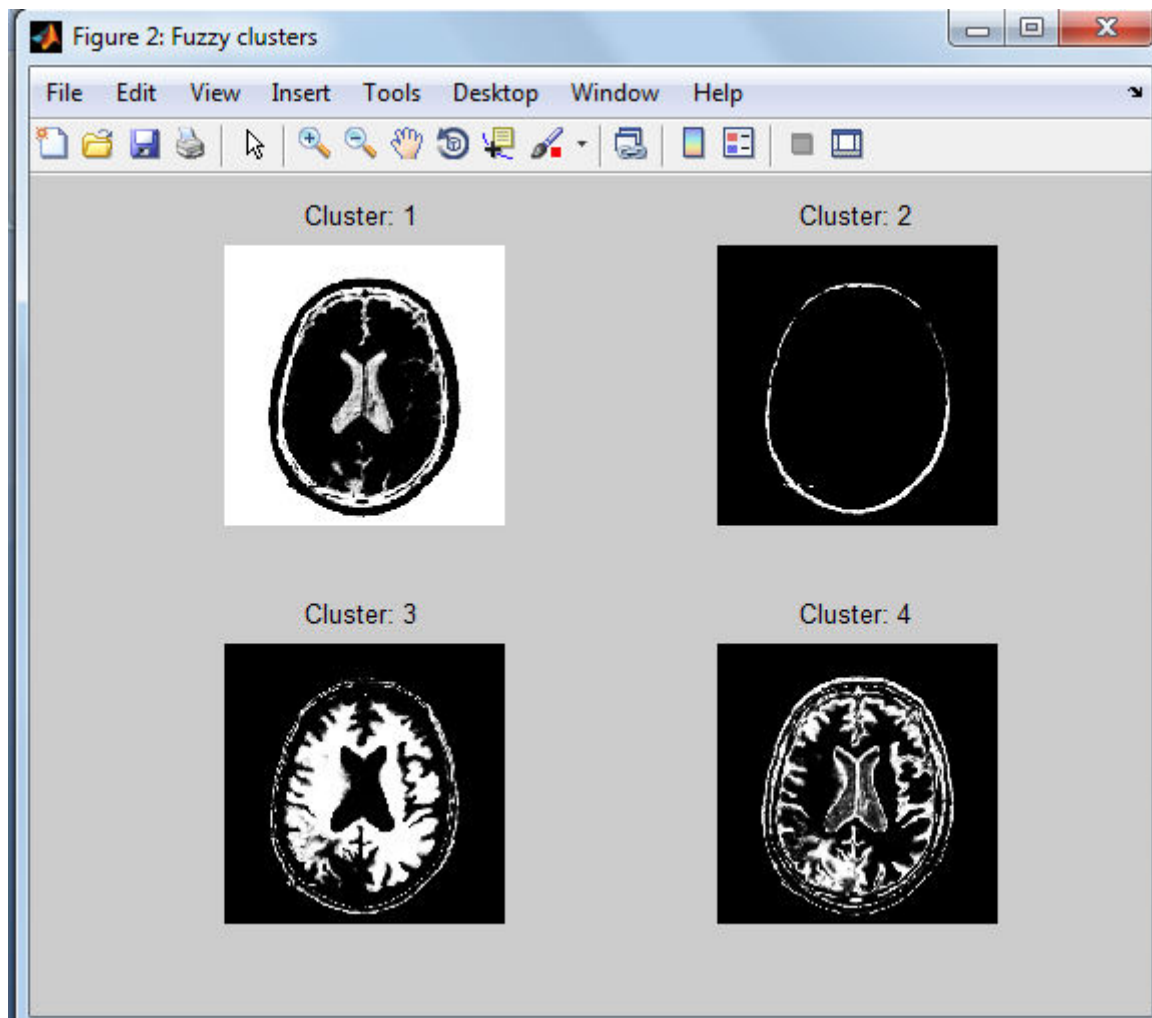 Figure 2: Fuzzy clusters
File Edit View Insert Tools Desktop Window Help
Cluster: 1 Cluster: 2
Cluster: 3 Cluster: 4